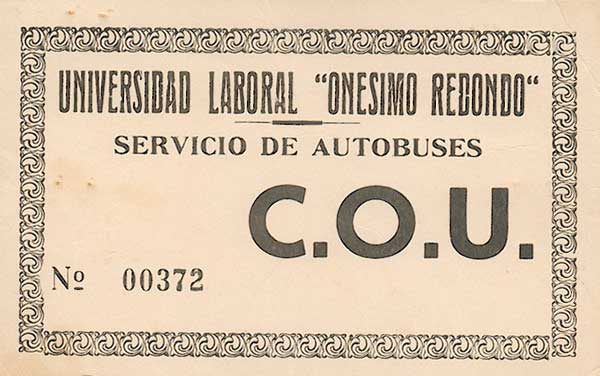 UNIVERSIDAD LABORAL "ONESIMO REDONDO"
SERVICIO DE AUTOBUSES
C.O.U.
Nº 00372